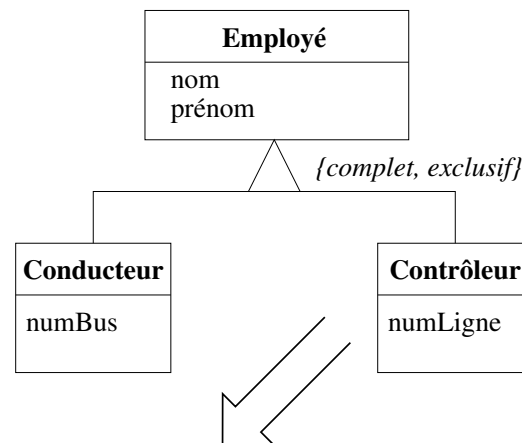 Employé
nom
prénom
{complet, exclusif}
Conducteur
Contrôleur
numBus
numLigne